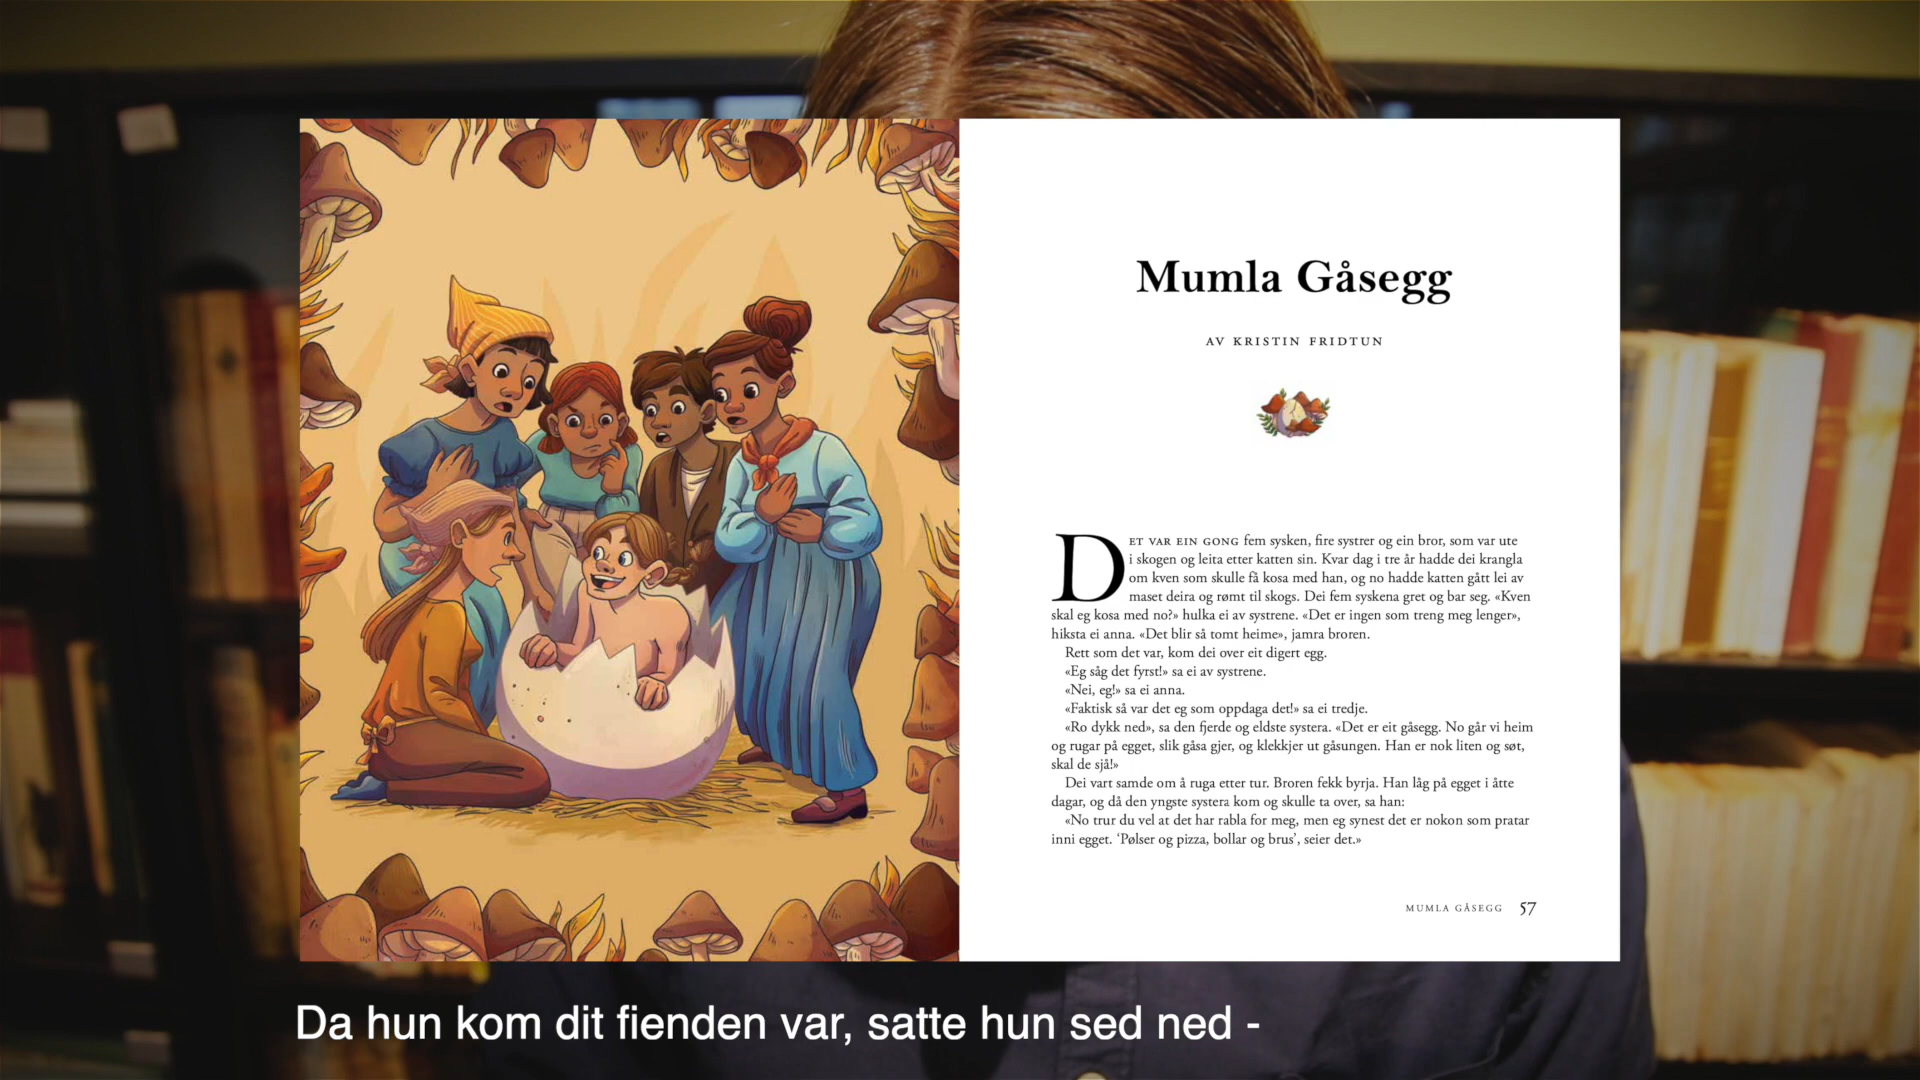 Mumla Gåsegg
AV KRISTIN FRIDTUN
DET VAR EIN GONG fem sysken, fire systrer og ein bror, som var ute
i skogen og leita etter katten sin. Kvar dag i tre år hadde dei krangla
om kven som skulle få kosa med han, og no hadde katten gått lei av
maset deira og rømt til skogs. Dei fem syskena gret og bar seg. «Kven
skal eg kosa med no?» hulka ei av systrene. «Det er ingen som treng meg lenger»,
hiksta ei anna. «Det blir så tomt heime», jamra broren.
Rett som det var, kom dei over eit digert egg.
«Eg såg det fyrst!» sa ei av systrene.
«Nei, eg!» sa ei anna.
«Faktisk så var det eg som oppdaga det!» sa ei tredje.
«Ro dykk ned», sa den fjerde og eldste systera. «Det er eit gåsegg. No går vi heim
og rugar på egget, slik gåsa gjer, og klekkjer ut gåsungen. Han er nok liten og søt,
skal de sjå!»
Dei vart samde om å ruga etter tur. Broren fekk byrja. Han låg på egget i åtte
dagar, og då den yngste systera kom og skulle ta over, sa han:
«No trur du vel at det har rabla for meg, men eg synest det er nokon som pratar
inni egget. ‘Pølser og pizza, bollar og brus’, seier det.»
MUMLA GÅSEGG 57
Da hun kom dit fienden var, satte hun sed ned -